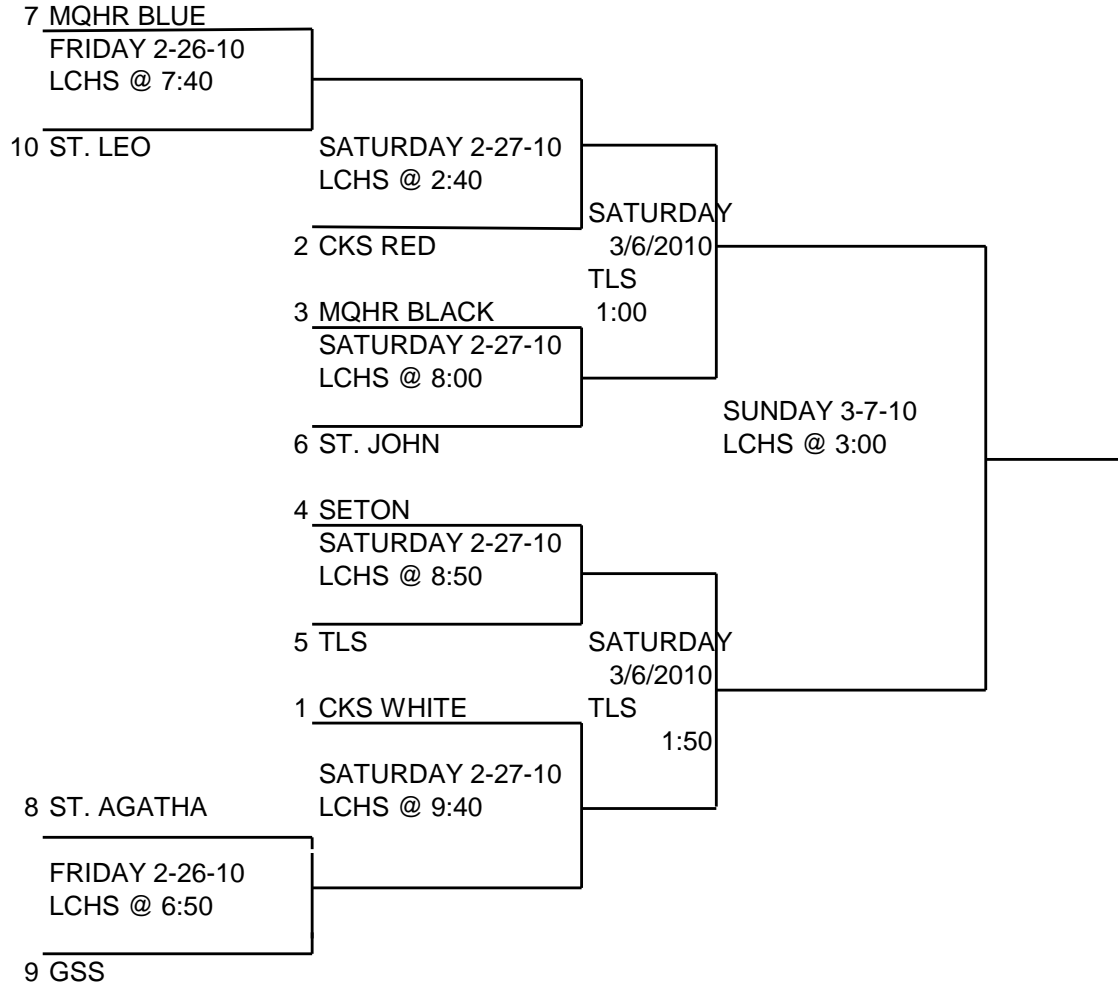 7 MQHR BLUE
FRIDAY 2-26-10
LCHS @ 7:40
10 ST. LEO
SATURDAY 2-27-10
LCHS @ 2:40
2 CKS RED
SATURDAY
3/6/2010
TLS
1:00
3 MQHR BLACK
SATURDAY 2-27-10
LCHS @ 8:00
6 ST. JOHN
SUNDAY 3-7-10
LCHS @ 3:00
4 SETON
SATURDAY 2-27-10
LCHS @ 8:50
5 TLS
SATURDAY
3/6/2010
TLS
1:50
1 CKS WHITE
SATURDAY 2-27-10
LCHS @ 9:40
8 ST. AGATHA
FRIDAY 2-26-10
LCHS @ 6:50
9 GSS